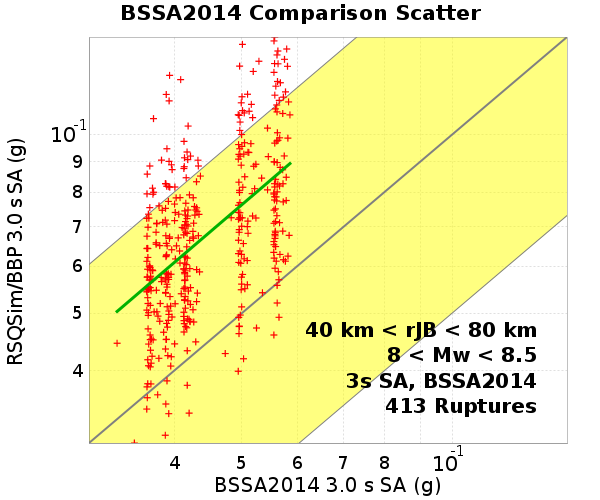 BSSA2014 Comparison Scatter
RSQSim/BBP 3.0 s SA (g)
10-1
9
8
7
6
5
4
40 km < rJB < 80 km
8 < Mw < 8.5
3s SA, BSSA2014
413 Ruptures
4 5 6 7 8 10-1
BSSA2014 3.0 s SA (g)